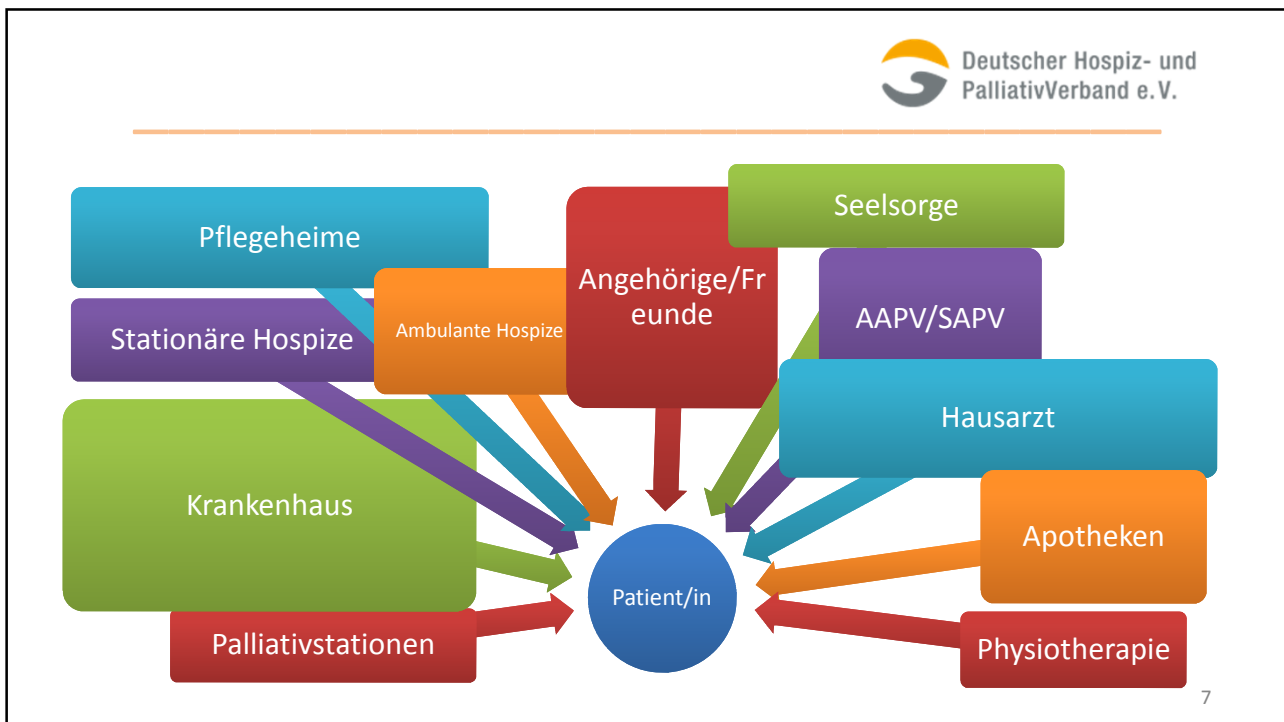 Deutscher Hospiz- und
PalliativVerband e.V.
Pflegeheime
Seelsorge
Angehörige/Fr
eunde
Stationäre Hospize
Ambulante Hospize
AAPV/SAPV
Hausarzt
Krankenhaus
Apotheken
Patient/in
Palliativstationen
Physiotherapie
7